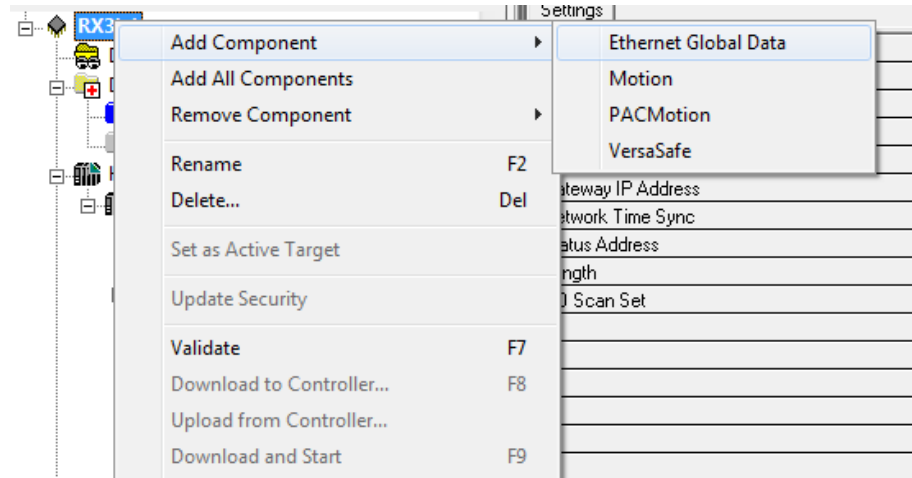 Settings
RX3
Add Component
Add All Components
Remove Component
Rename F2
Delete... Del
Set as Active Target
Update Security
Validate F7
Download to Controller... F8
Upload from Controller...
Download and Start F9
Ethernet Global Data
Motion
PACMotion
VersaSafe
ateway IP Address
etwork Time Sync
atus Address
ngth
O Scan Set